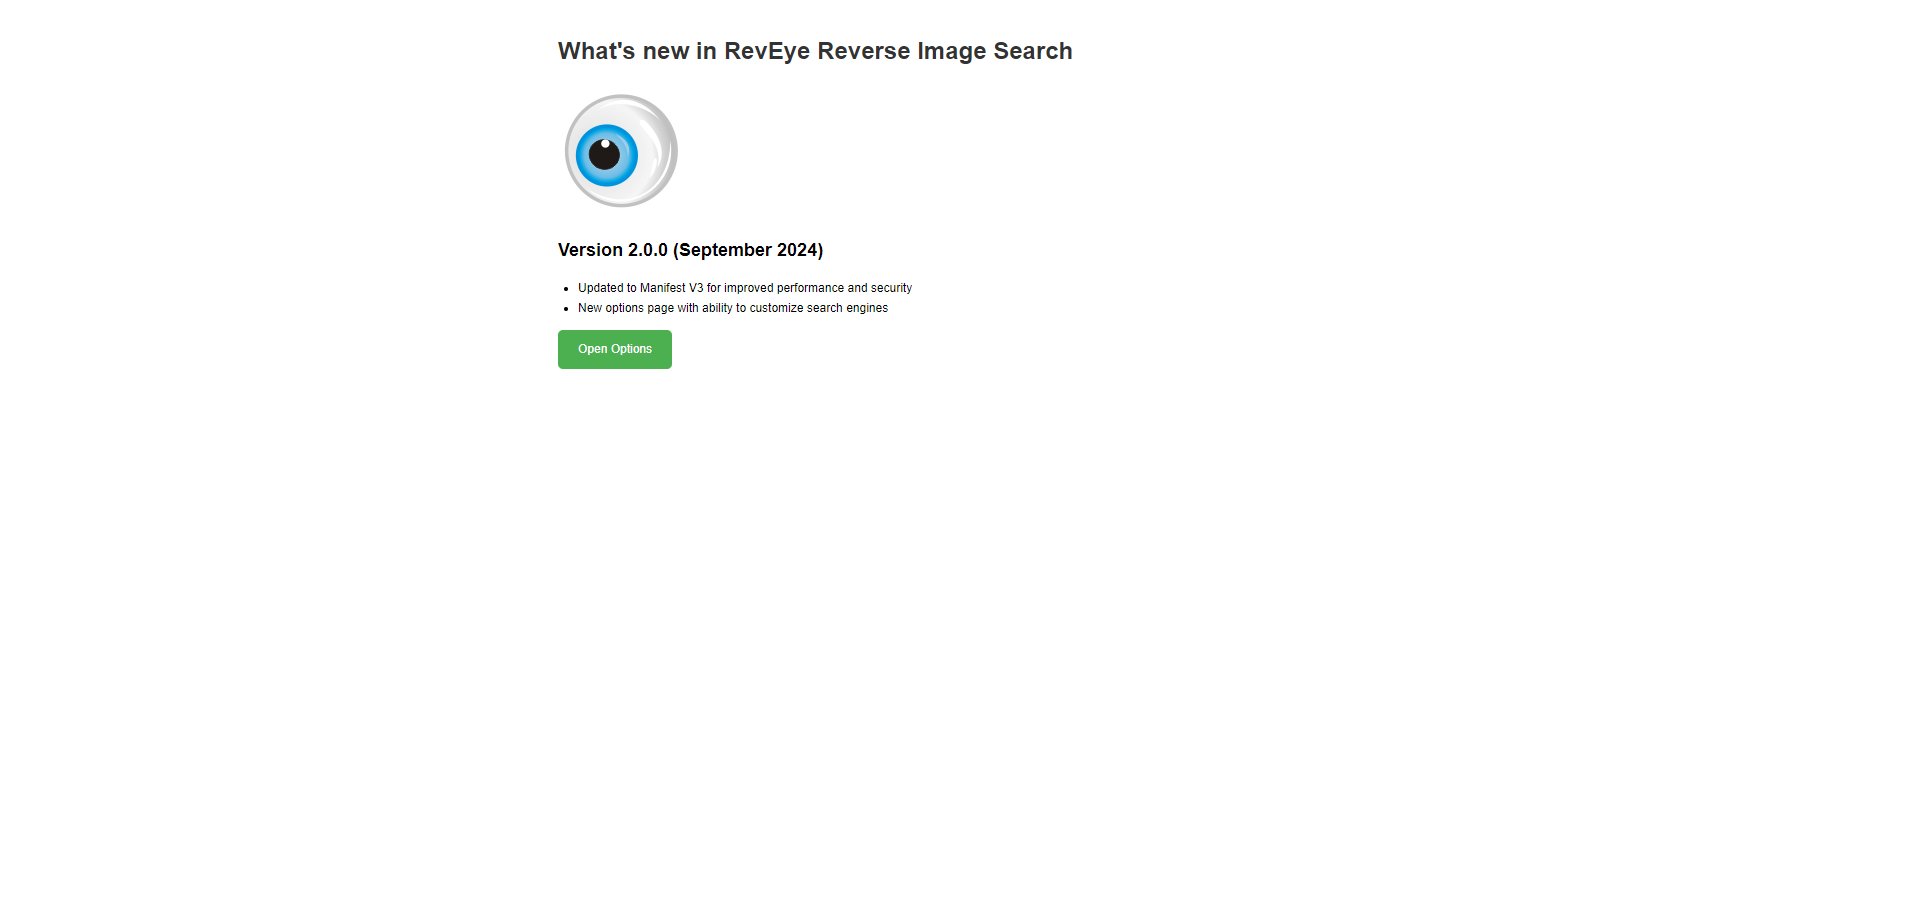 What's new in RevEye Reverse Image Search
Version 2.0.0 (September 2024)
Updated to Manifest V3 for improved performance and security
New options page with ability to customize search engines
Open Options